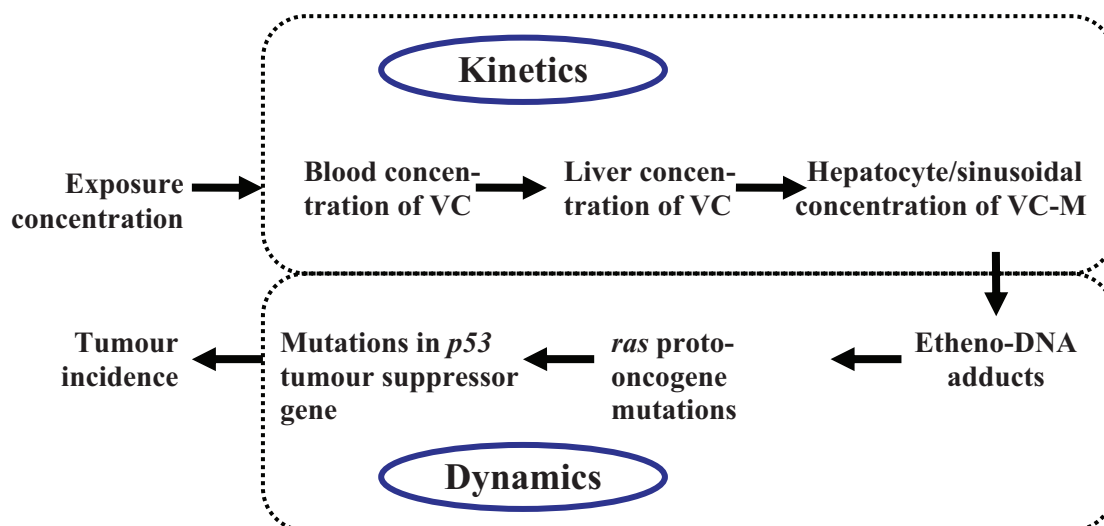 Kinetics
Exposure
concentration
Blood concen-
tration of VC
Liver concen-
tration of VC
Hepatocyte/sinusoidal
concentration of VC-M
Etheno-DNA
adducts
ras proto-
oncogene
mutations
Mutations in p53
tumour suppressor
gene
Tumour
incidence
Dynamics